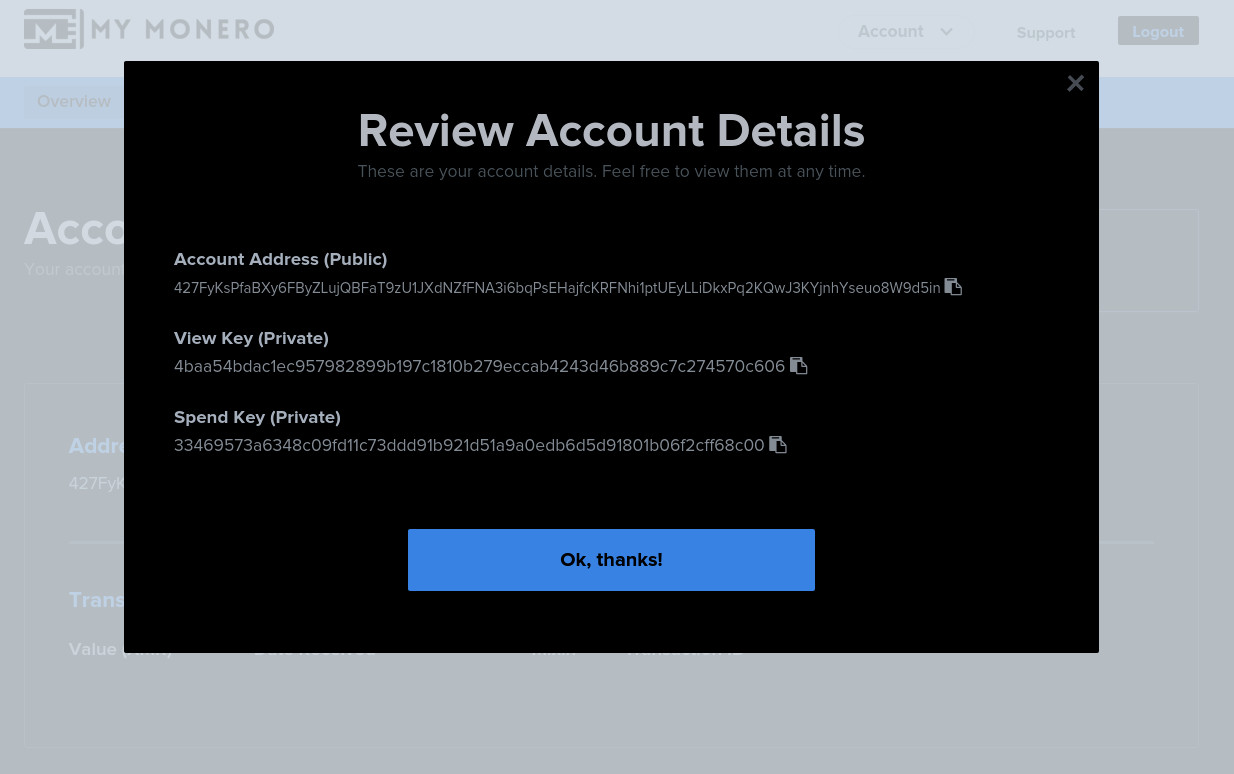 MY MONERO
Account
Support
Logout
Overview
Review Account Details
These are your account details. Feel free to view them at any time.
Acco
Your account
Account Address (Public)
427FyKsPfaBXy6FByZLujQBFaT9zU1JXdNZfFNA3i6bqPsEHajfcKRFNhi1ptUEyLLiDkxPq2KQwJ3KYjnhYseuo8W9d5in
View Key (Private)
4baa54bdac1ec957982899b197c1810b279eccab4243d46b889c7c274570c606
Spend Key (Private)
33469573a6348c09fd11c73ddd91b921d51a9a0edb6d5d91801b06f2cff68c00
Addre
427FyK
Ok, thanks!
Trans
Value